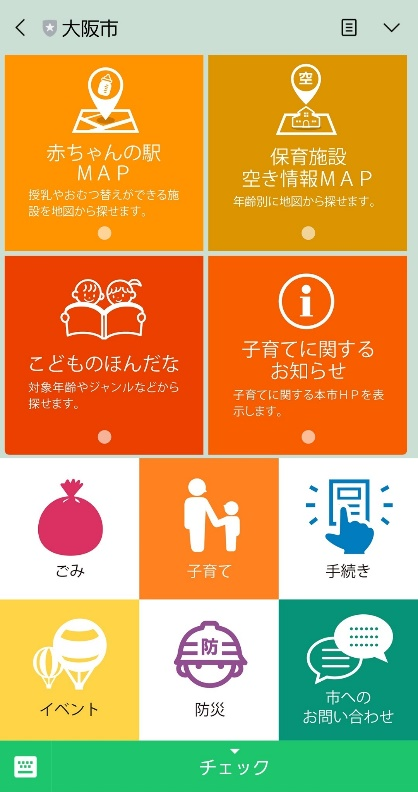 大阪市
赤ちゃんの駅
ＭＡＰ
授乳やおむつ替えができる施
設を地図から探せます。
空
保育施設
空き情報ＭＡＰ
年齢別に地図から探せます。
こどものほんだな
対象年齢やジャンルなどから
探せます。
子育てに関する
お知らせ
子育てに関する本市ＨＰを表
示します。
ごみ
子育て
手続き
防
イベント
防災
市への
お問い合わせ
チェック